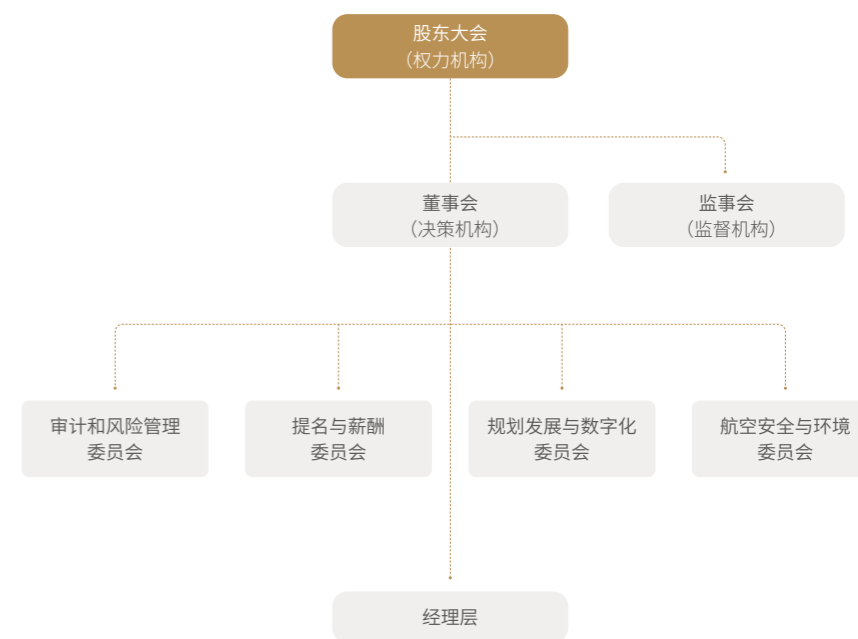 股东大会
（权力机构）
董事会
（决策机构）
监事会
（监督机构）
审计和风险管理
委员会
提名与薪酬
委员会
规划发展与数字化
委员会
航空安全与环境
委员会
经理层